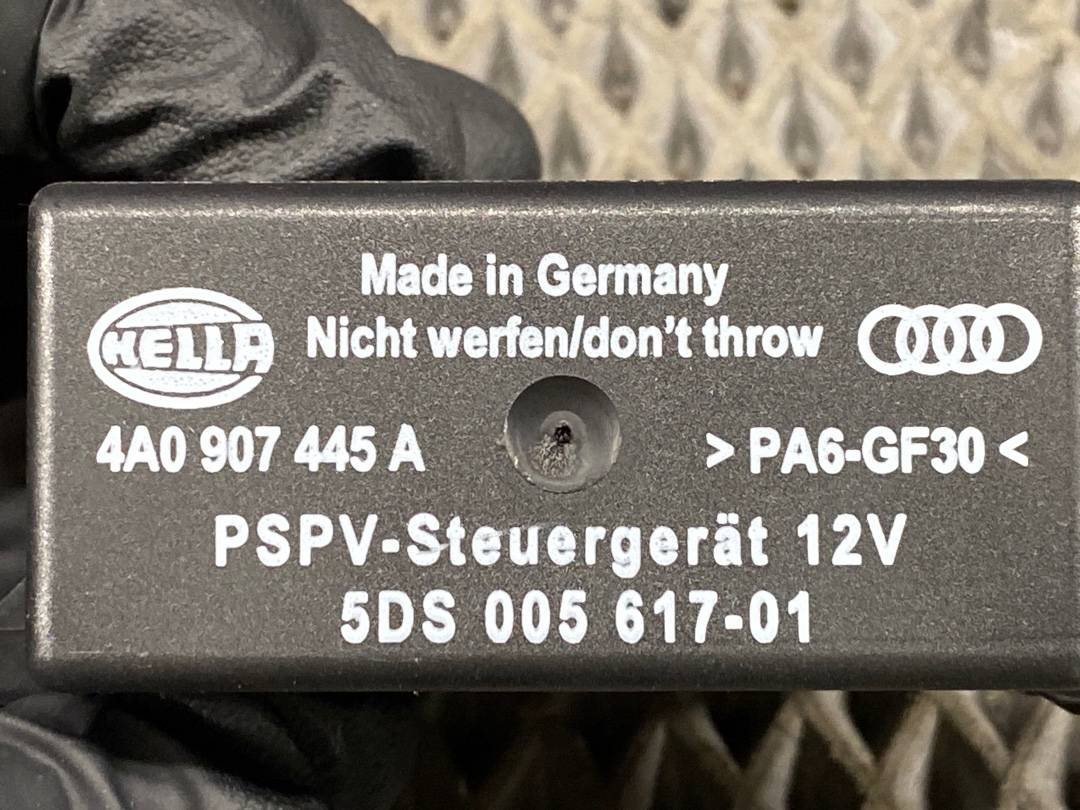 Made in Germany
HELLA Nicht werfen/don't throw
4A0 907 445 A > PA6-GF30 <
PSPV-Steuergerät 12V
5DS 005 617-01